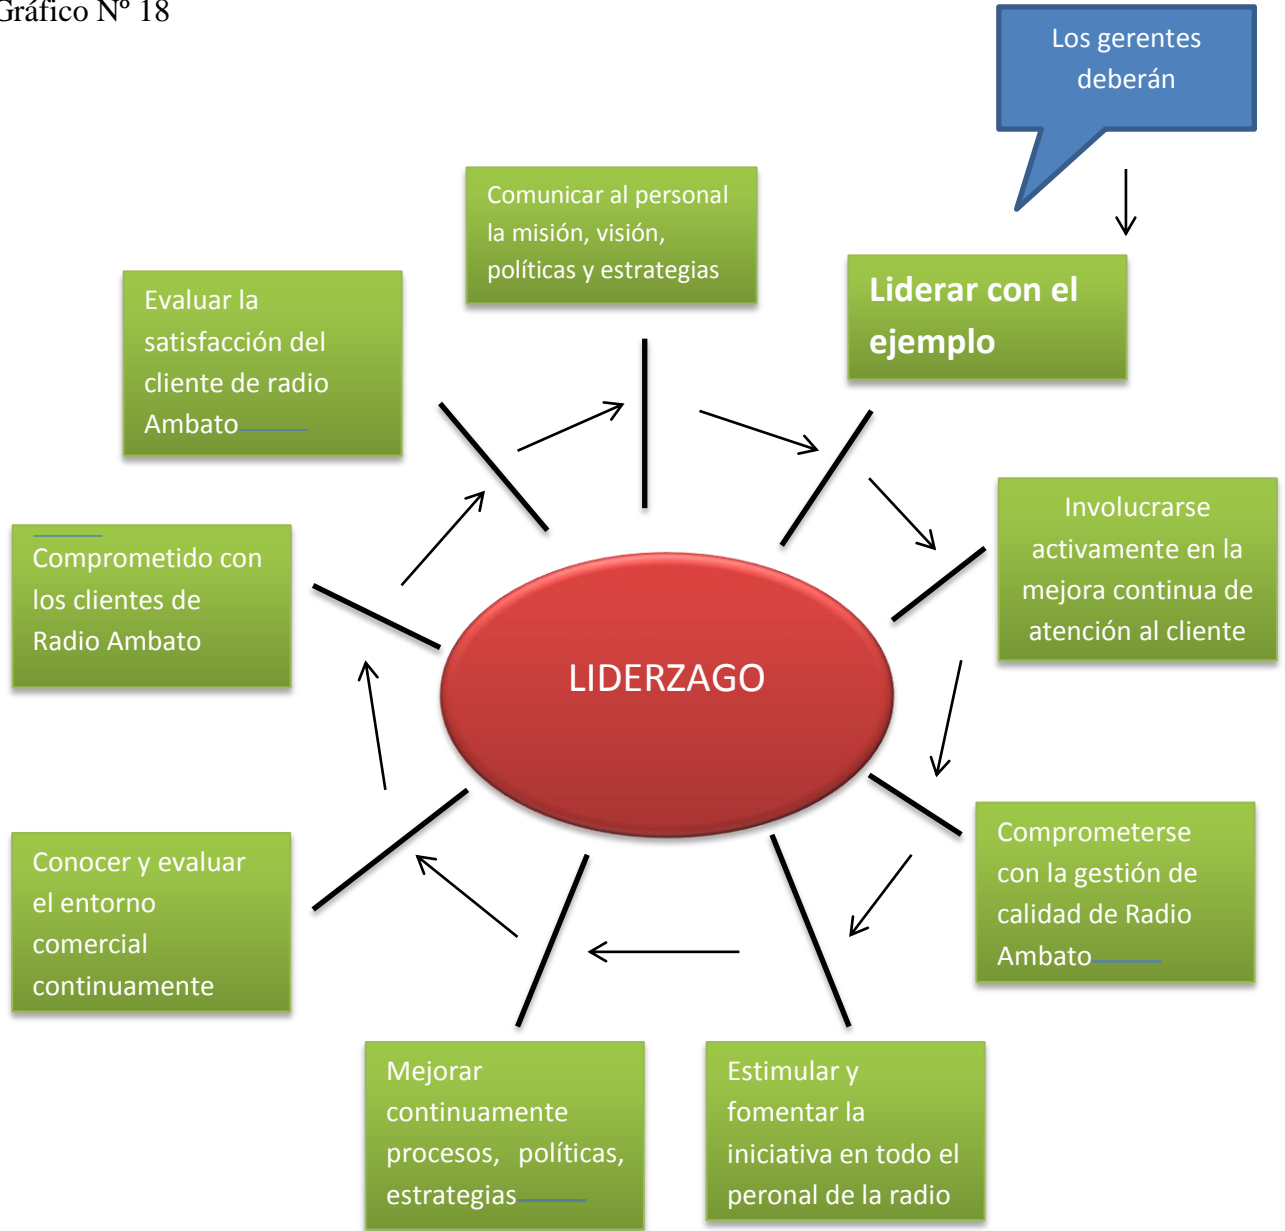 Gráfico Nº 18
Los gerentes
deberán
Comunicar al personal
la misión, visión,
políticas y estrategias
Liderar con el
ejemplo
Evaluar la
satisfacción del
cliente de radio
Ambato
Involucrarse
activamente en la
mejora continua de
atención al cliente
Comprometido con
los clientes de
Radio Ambato
LIDERZAGO
Comprometerse
con la gestión de
calidad de Radio
Ambato
Conocer y evaluar
el entorno
comercial
continuamente
Mejorar
continuamente
procesos, políticas,
estrategias
Estimular y
fomentar la
iniciativa en todo el
peronal de la radio